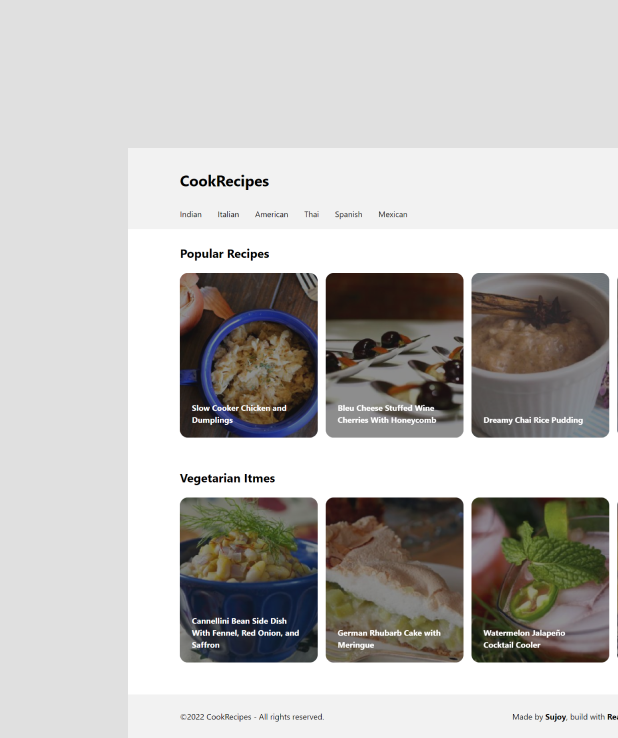 CookRecipes
Indian Italian American Thai Spanish Mexican
Popular Recipes
Slow Cooker Chicken and
Dumplings
Bleu Cheese Stuffed Wine
Cherries With Honeycomb
Dreamy Chai Rice Pudding
Vegetarian Itmes
Cannellini Bean Side Dish
With Fennel, Red Onion, and
Saffron
German Rhubarb Cake with
Meringue
Watermelon Jalapeño
Cocktail Cooler
©2022 CookRecipes - All rights reserved.
Made by Sujoy, build with